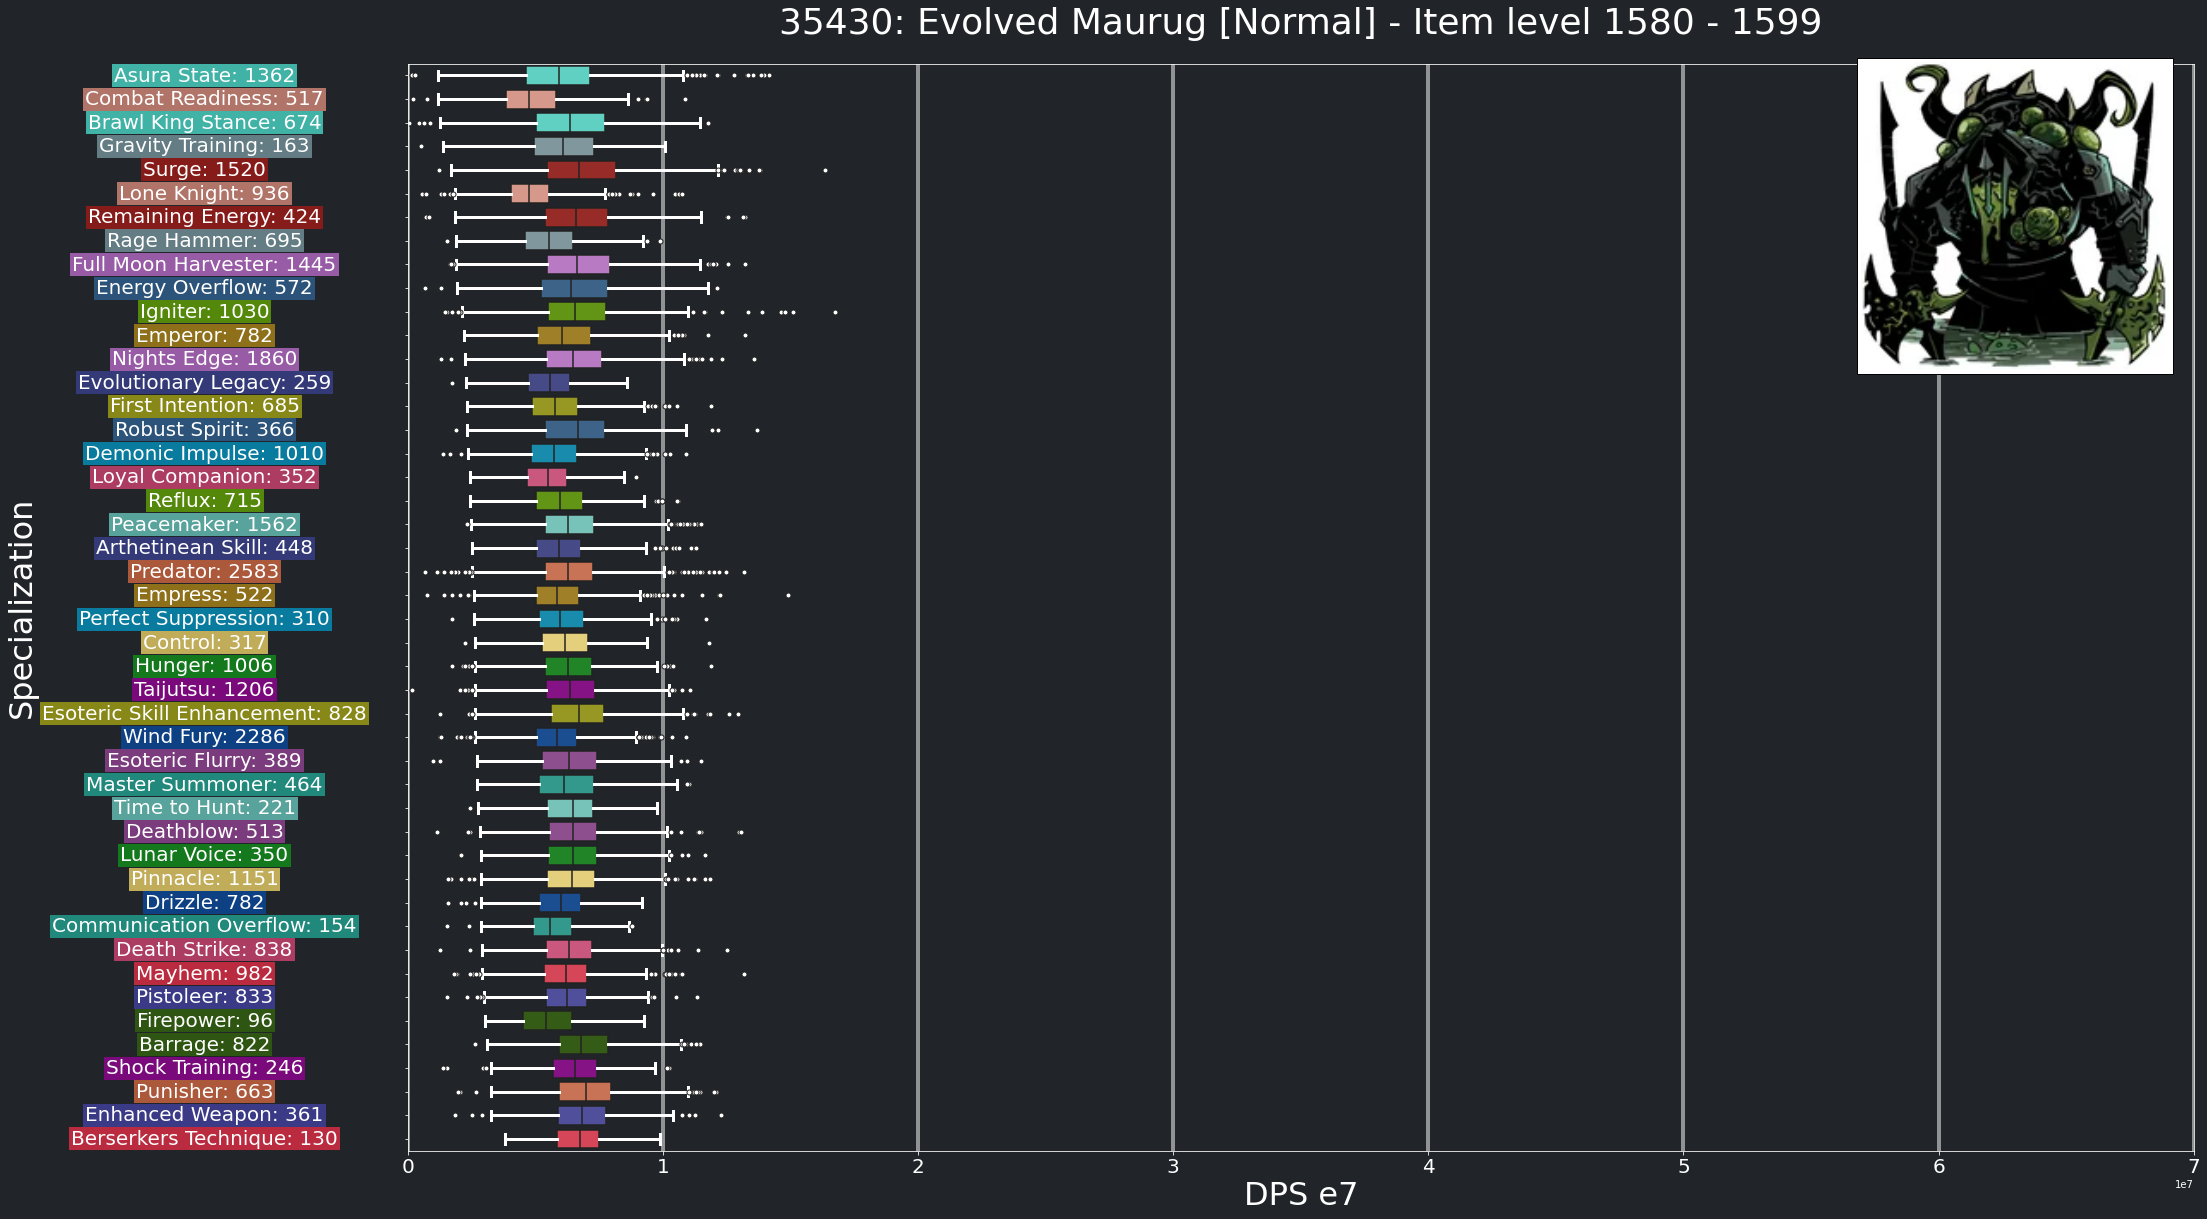 35430: Evolved Maurug [Normal] - Item level 1580 - 1599
Specialization
Asura State: 1362
Combat Readiness: 517
Brawl King Stance: 674
Gravity Training: 163
Surge: 1520
Lone Knight: 936
Remaining Energy: 424
Rage Hammer: 695
Full Moon Harvester: 1445
Energy Overflow: 572
Igniter: 1030
Emperor: 782
Nights Edge: 1860
Evolutionary Legacy: 259
First Intention: 685
Robust Spirit: 366
Demonic Impulse: 1010
Loyal Companion: 352
Reflux: 715
Peacemaker: 1562
Arthetinean Skill: 448
Predator: 2583
Empress: 522
Perfect Suppression: 310
Control: 317
Hunger: 1006
Taijutsu: 1206
Esoteric Skill Enhancement: 828
Wind Fury: 2286
Esoteric Flurry: 389
Master Summoner: 464
Time to Hunt: 221
Deathblow: 513
Lunar Voice: 350
Pinnacle: 1151
Drizzle: 782
Communication Overflow: 154
Death Strike: 838
Mayhem: 982
Pistoleer: 833
Firepower: 96
Barrage: 822
Shock Training: 246
Punisher: 663
Enhanced Weapon: 361
Berserkers Technique: 130
0 1 2 3 4 5 6 7
1e7
DPS e7